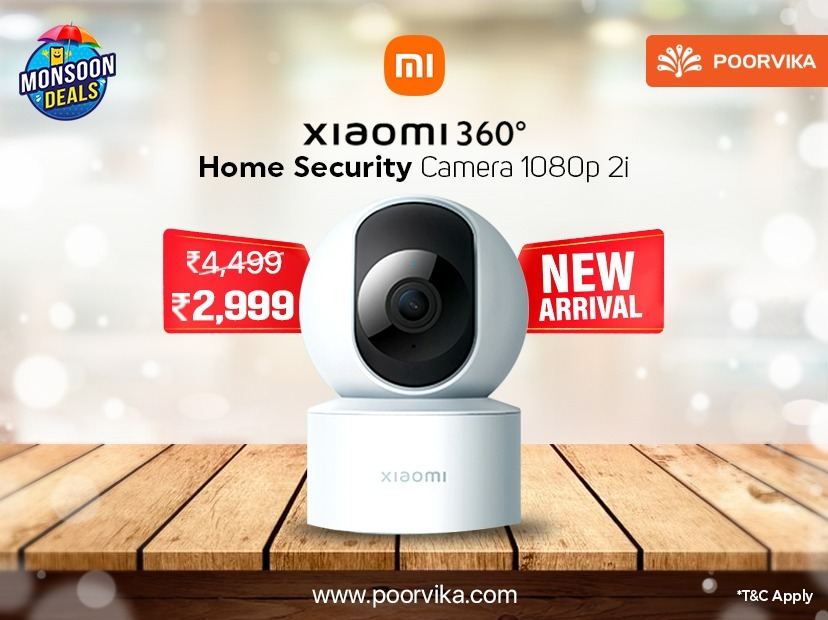 MONSOON
DEALS
mi
POORVIKA
xiaomi 360°
Home Security Camera 1080p 2i
₹4,499
₹2,999
NEW
ARRIVAL
xiaomi
www.poorvika.com
*T&C Apply